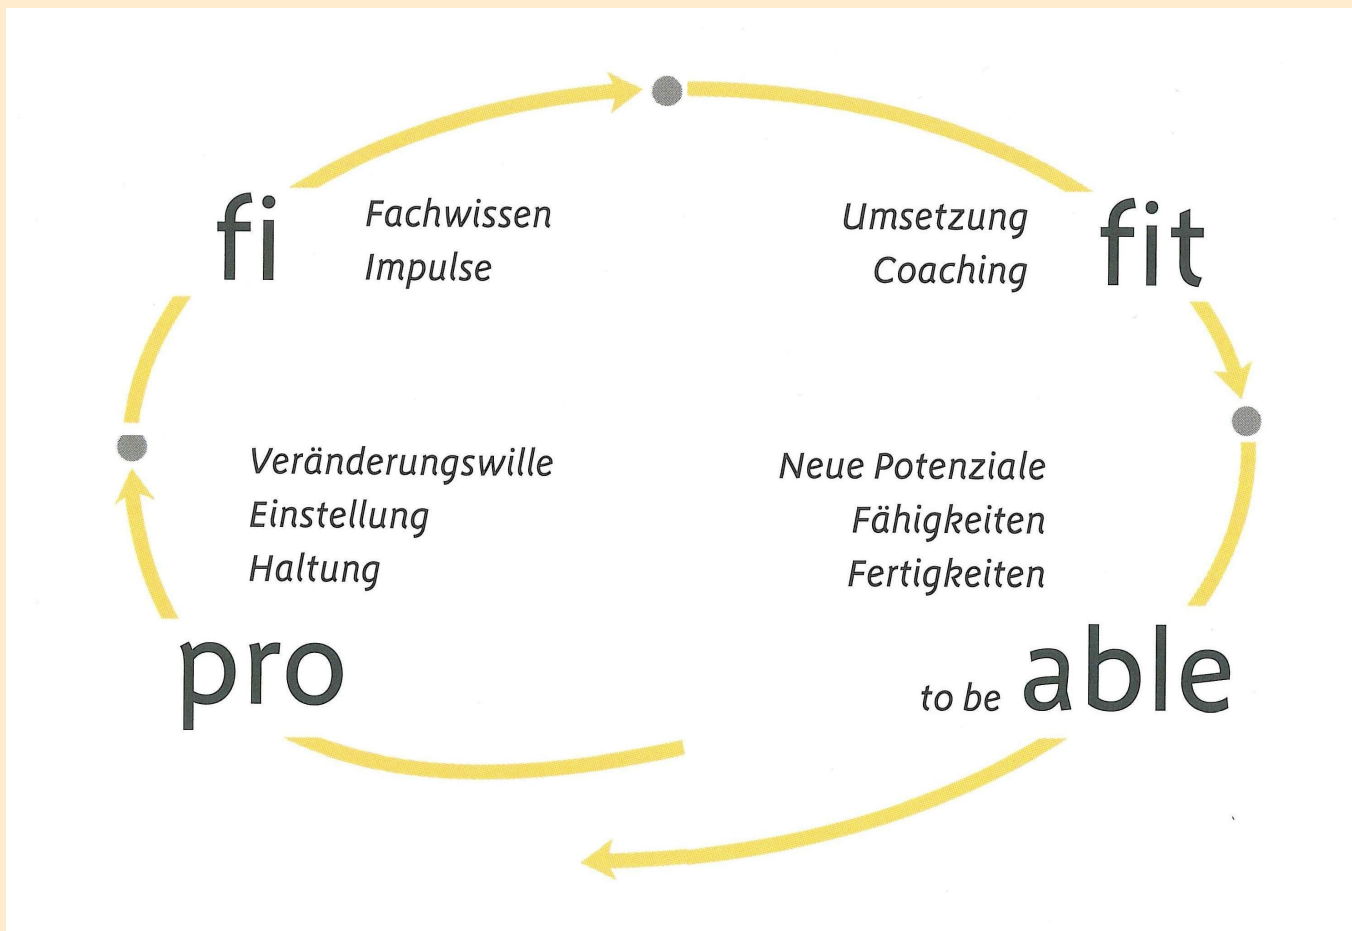 fi
Fachwissen
Impulse
Umsetzung
Coaching
fit
Veränderungswille
Einstellung
Haltung
Neue Potenziale
Fähigkeiten
Fertigkeiten
pro
to be able